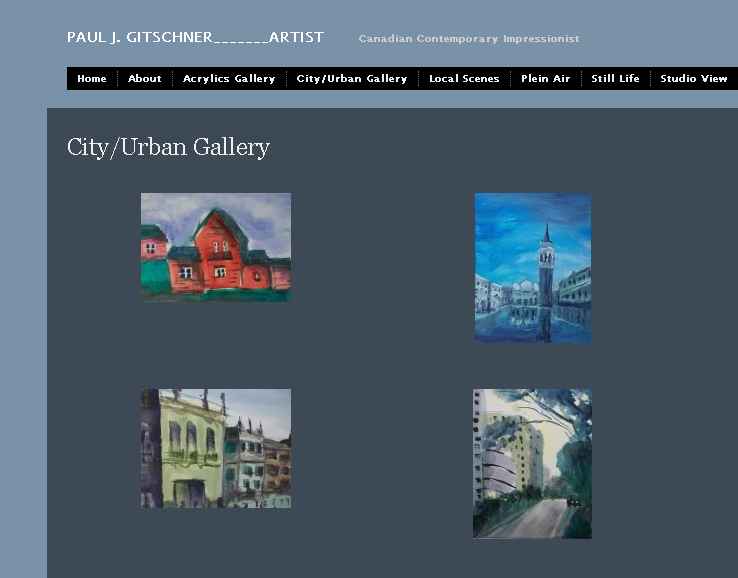 PAUL J. GITSCHNER_______ARTIST Canadian Contemporary Impressionist
Home About Acrylics Gallery City/Urban Gallery Local Scenes Plein Air Still Life Studio View
City/Urban Gallery